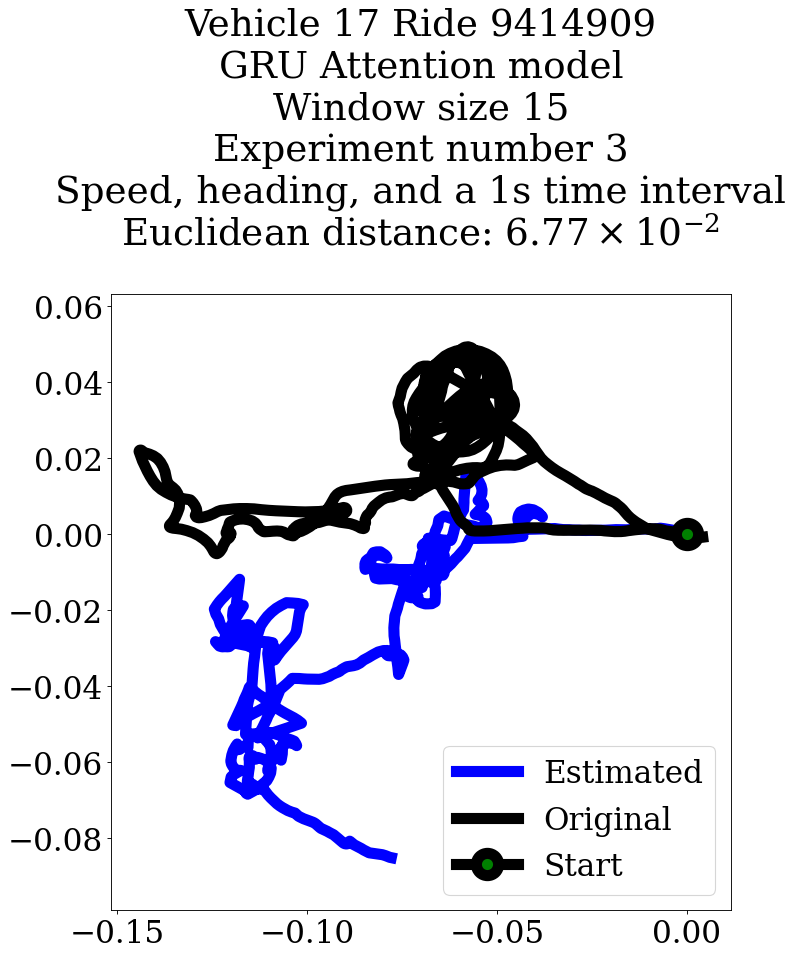 Vehicle 17 Ride 9414909
GRU Attention model
Window size 15
Experiment number 3
Speed, heading, and a 1s time interval
Euclidean distance: 6.77 × 10⁻²
0.06
0.04
0.02
0.00
−0.02
−0.04
−0.06
−0.08
Estimated
Original
Start
−0.15
−0.10
−0.05
0.00